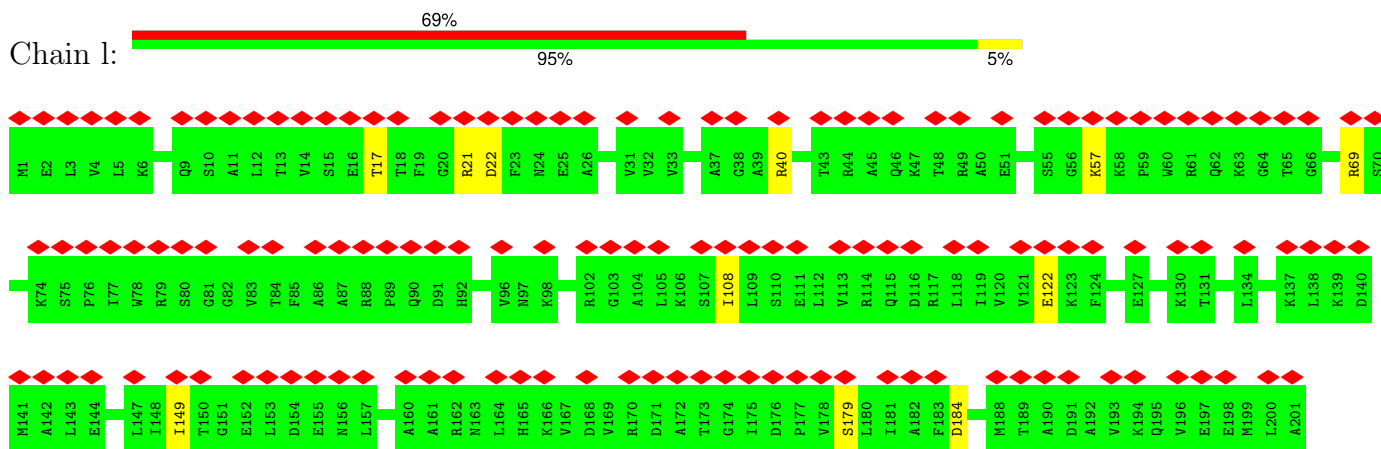 69%
Chain l:
95% 5%
M1 E2 L3 V4 L5 K6 Q9 S10 A11 L12 T13 V14 S15 E16 T17 T18 F19 G20 R21 D22 F23 N24 E25 A26 V31 V32 V33 A37 G38 A39 R40 T43 R44 A45 Q46 K47 T48 R49 A50 E51 S55 G56 K57 K58 P59 W60 R61 Q62 K63 G64 T65 G66 R69 S70
K74 S75 P76 I77 W78 R79 S80 G81 G82 V83 T84 F85 A86 A87 R88 P89 Q90 D91 H92 V96 N97 K98 R102 G103 A104 L105 K106 S107 I108 L109 S110 E111 L112 V113 R114 Q115 D116 R117 L118 I119 V120 V121 E122 K123 F124 E127 K130 T131 L134 K137 L138 K139 D140
M141 A142 L143 E144 L147 I148 I149 T150 G151 E152 L153 D154 E155 N156 L157 A160 A161 R162 N163 L164 H165 K166 V167 D168 V169 R170 D171 A172 T173 G174 I175 D176 P177 V178 S179 L180 I181 A182 F183 D184 M188 T189 A190 D191 A192 V193 K194 Q195 V196 E197 E198 M199 L200 A201